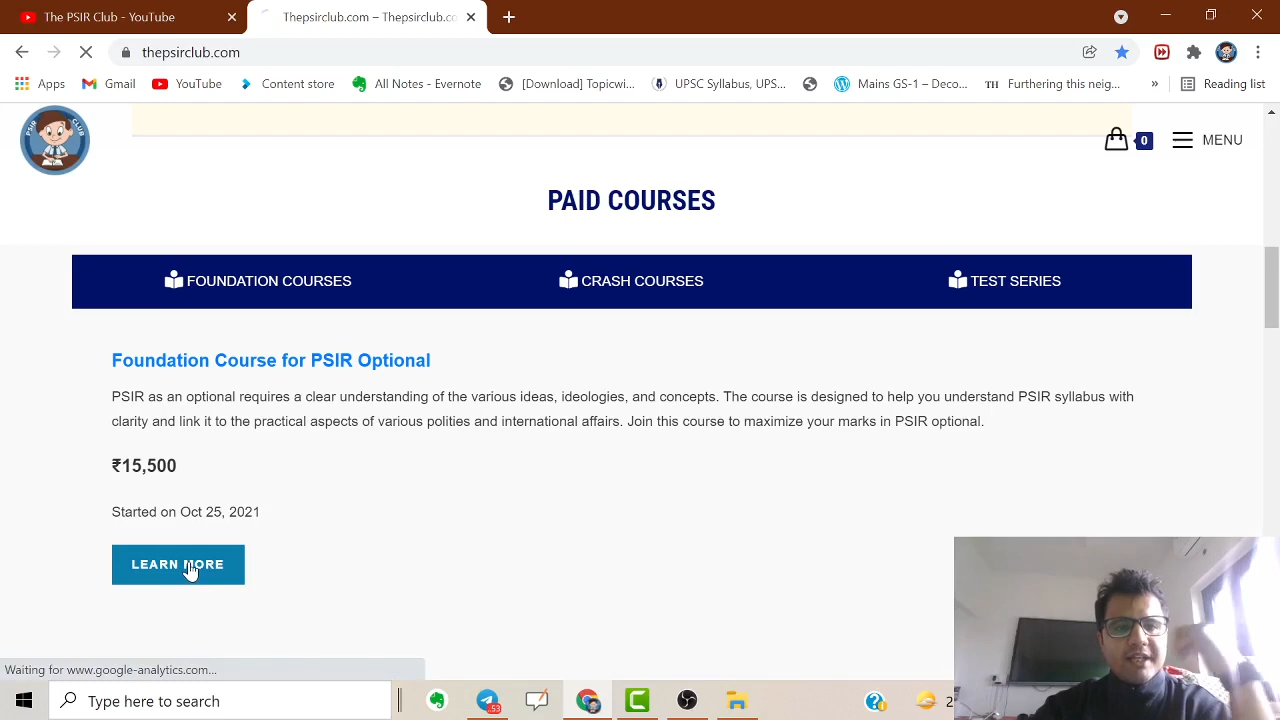 The PSIR Club - YouTube
Thepsirclub.com – Thepsirclub.co
thepsirclub.com
Apps
Gmail
YouTube
Content store
All Notes - Evernote
[Download] Topicwi...
UPSC Syllabus, UPS...
Mains GS-1 – Deco...
TH Furthering this neig...
»
Reading list
PSIR CLUB
0
MENU
PAID COURSES
FOUNDATION COURSES
CRASH COURSES
TEST SERIES
Foundation Course for PSIR Optional
PSIR as an optional requires a clear understanding of the various ideas, ideologies, and concepts. The course is designed to help you understand PSIR syllabus with
clarity and link it to the practical aspects of various polities and international affairs. Join this course to maximize your marks in PSIR optional.
₹15,500
Started on Oct 25, 2021
LEARN MORE
Waiting for www.google-analytics.com...
Type here to search
53
2